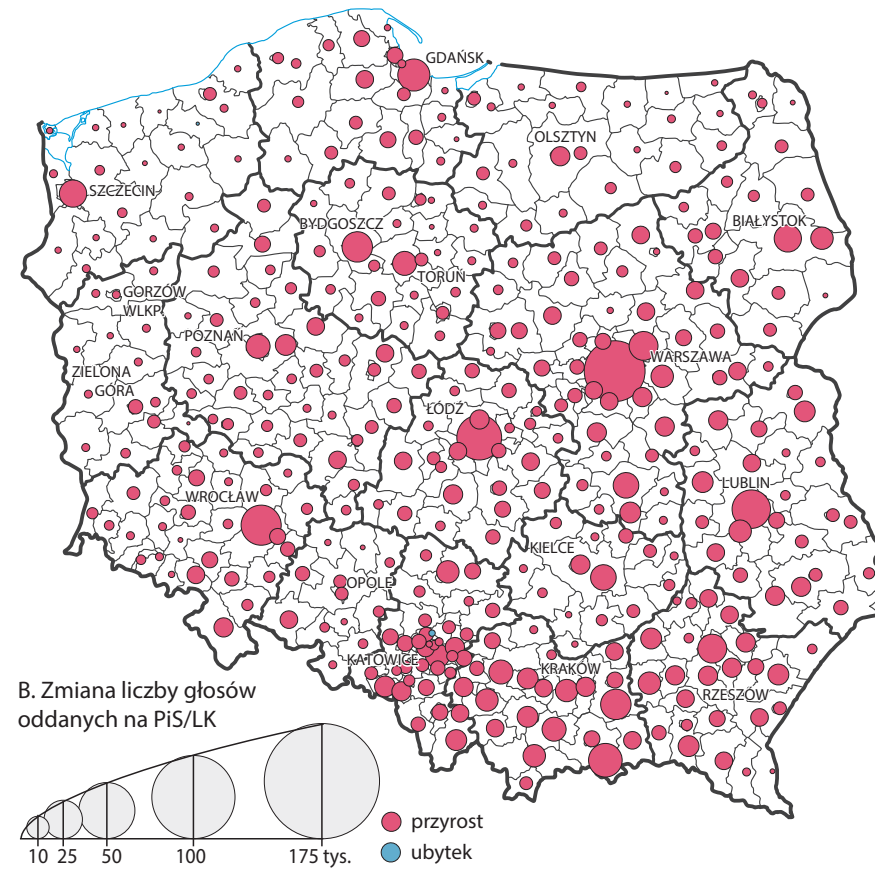 GDAŃSK
OLSZTYN
SZCZECIN
BYDGOSZCZ
BIAŁYSTOK
TORUŃ
GORZÓW
WLKP.
POZNAŃ
WARSZAWA
ZIELONA
GÓRA
ŁÓDŹ
WROCŁAW
LUBLIN
KIELCE
OPOLE
KATOWICE
KRAKÓW
RZESZÓW
B. Zmiana liczby głosów
oddanych na PiS/LK
przyrost
ubytek
10 25 50 100 175 tys.